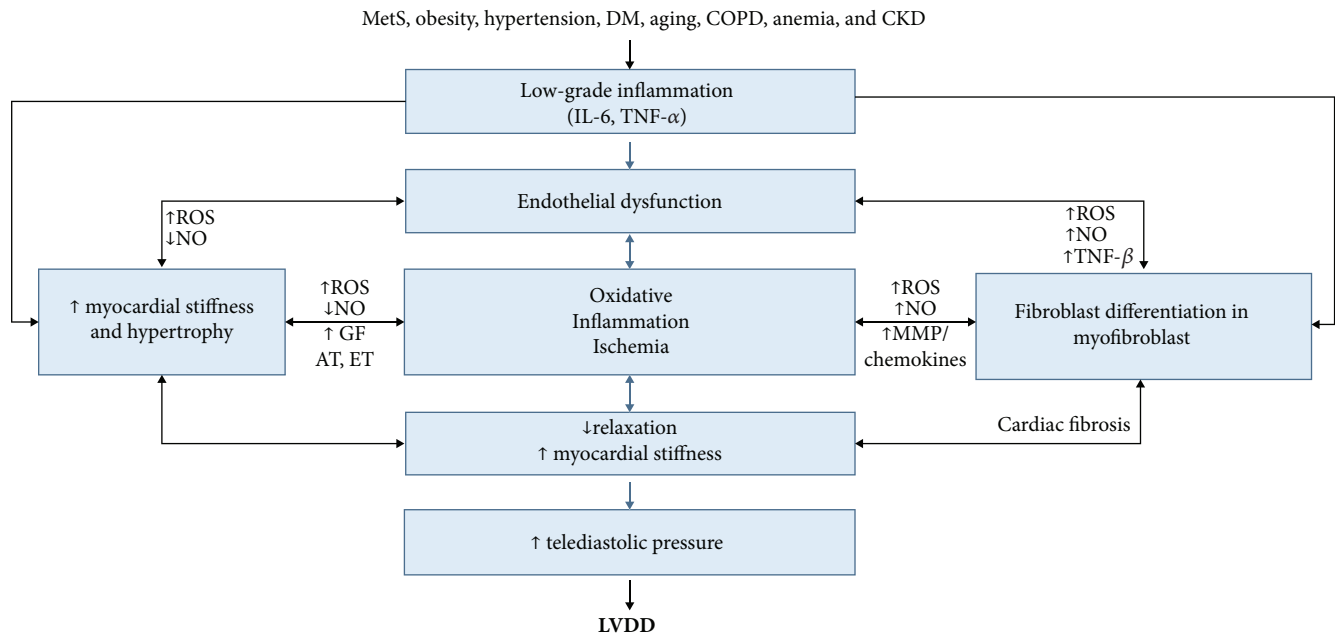 MetS, obesity, hypertension, DM, aging, COPD, anemia, and CKD
Low-grade inflammation
(IL-6, TNF-α)
Endothelial dysfunction
↑ROS
↓NO
↑ROS
↑NO
↑TNF-β
↑ myocardial stiffness
and hypertrophy
↑ROS
↓NO
↑ GF
AT, ET
Oxidative
Inflammation
Ischemia
↑ROS
↑NO
↑MMP/
chemokines
Fibroblast differentiation in
myofibroblast
↓relaxation
↑ myocardial stiffness
Cardiac fibrosis
↑ telediastolic pressure
LVDD